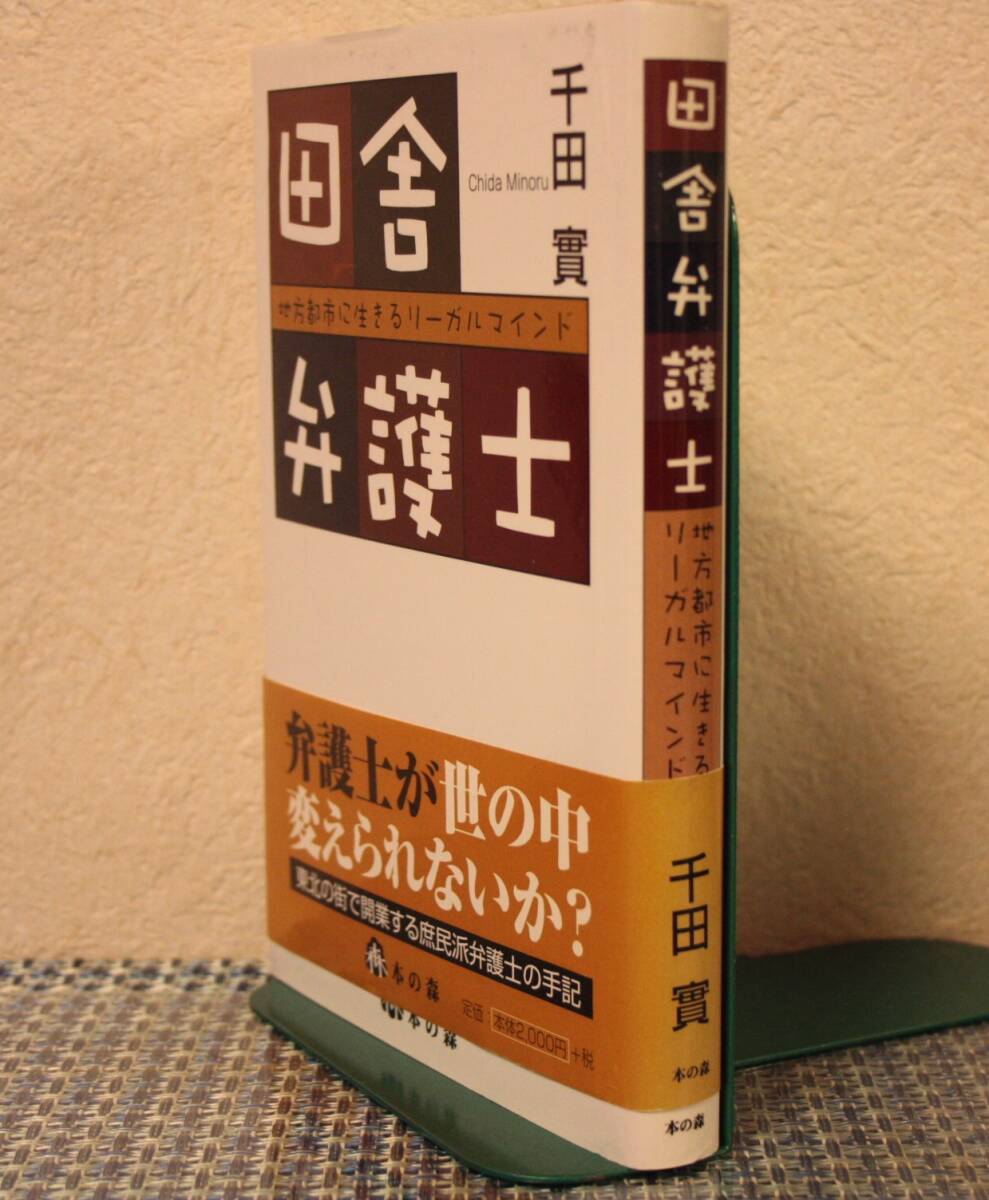 千田 實
Chida Minoru
田舎
地方都市に生きるリーガルマインド
弁護士
弁護士が世の中
変えられないか?
東北の街で開業する庶民派弁護士の手記
本の森
定価:本体2,000円+税
本の森
田舎弁護士
地方都市に生きる
リーガルマインド
千田 實
本の森
本の森